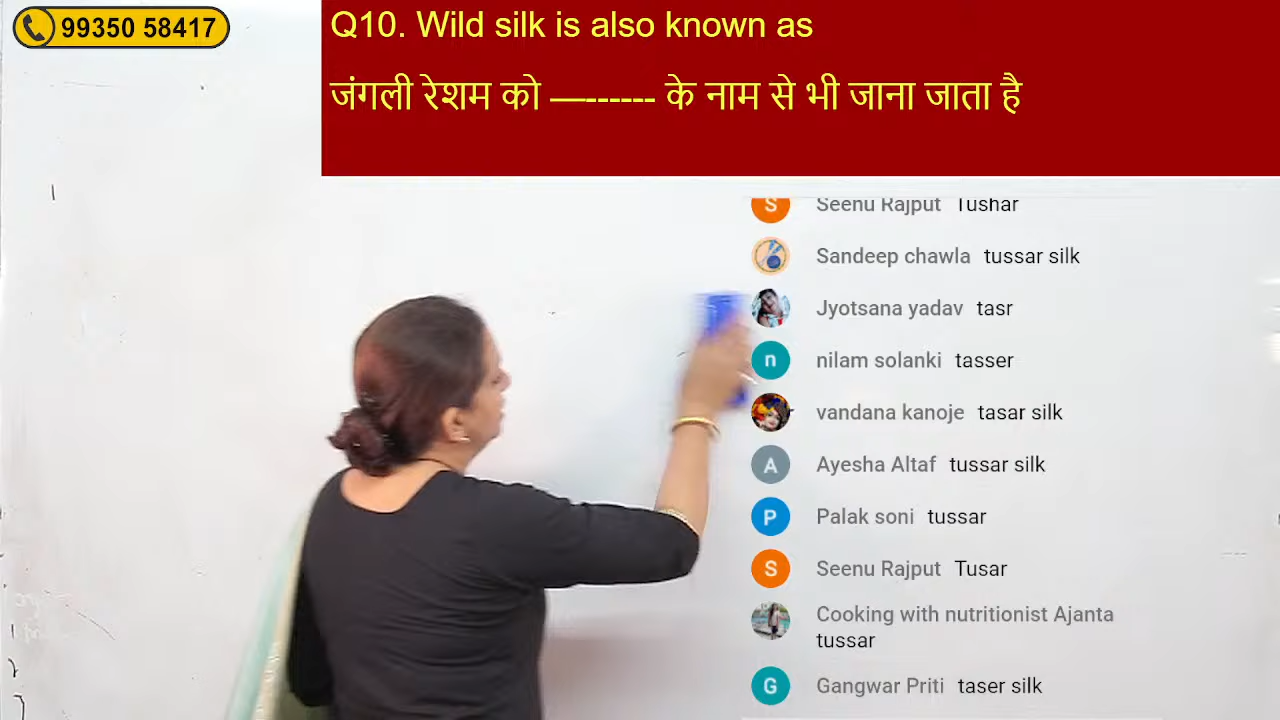 99350 58417
Q10. Wild silk is also known as
जंगली रेशम को —------ के नाम से भी जाना जाता है
Seenu Rajput Tushar
Sandeep chawla tussar silk
Jyotsana yadav tasr
nilam solanki tasser
vandana kanoje tasar silk
Ayesha Altaf tussar silk
Palak soni tussar
Seenu Rajput Tusar
Cooking with nutritionist Ajanta
tussar
Gangwar Priti taser silk